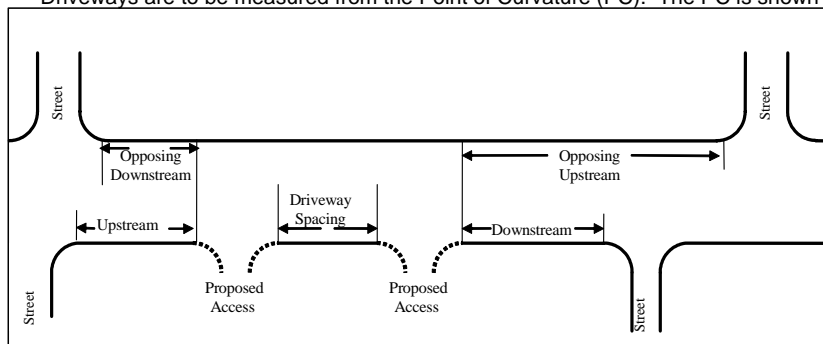 Driveways are to be measured from the Point of Curvature (PC). The PC is shown
Street
Street
Opposing
Downstream
Opposing
Upstream
Driveway
Spacing
Upstream
Downstream
Proposed
Access
Proposed
Access
Street
Street